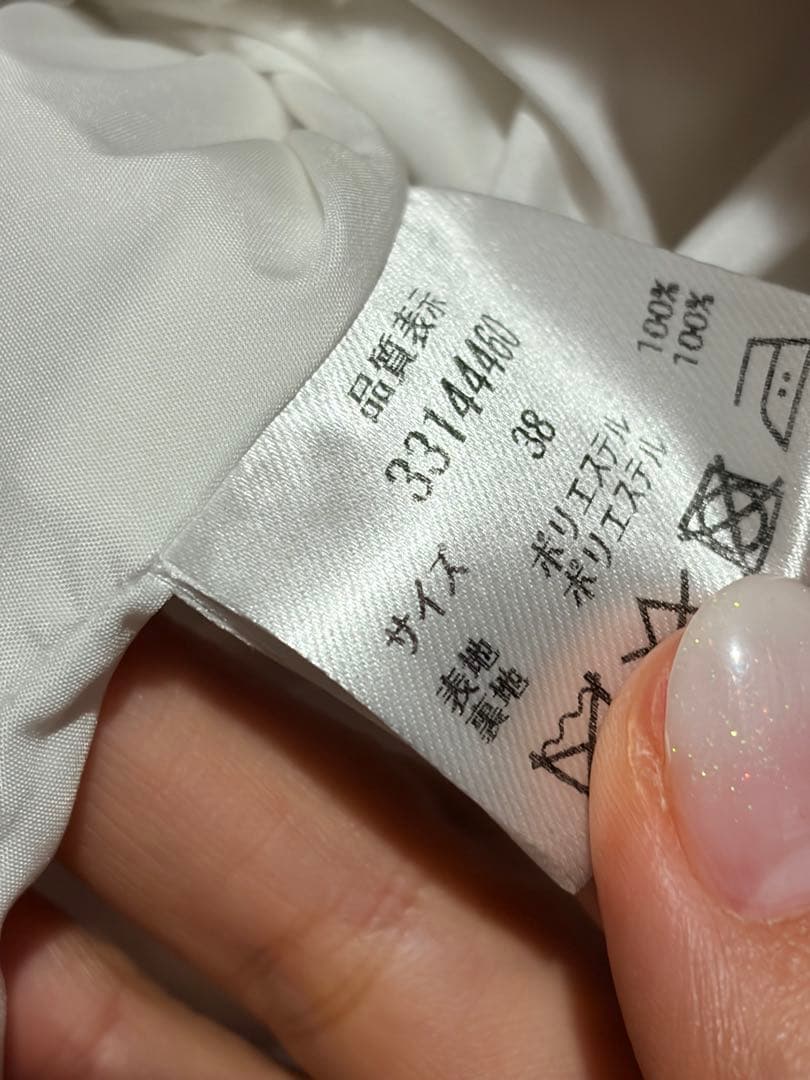 品質表示
33144460
サイズ 38
表地 ポリエステル 100%
裏地 ポリエステル 100%